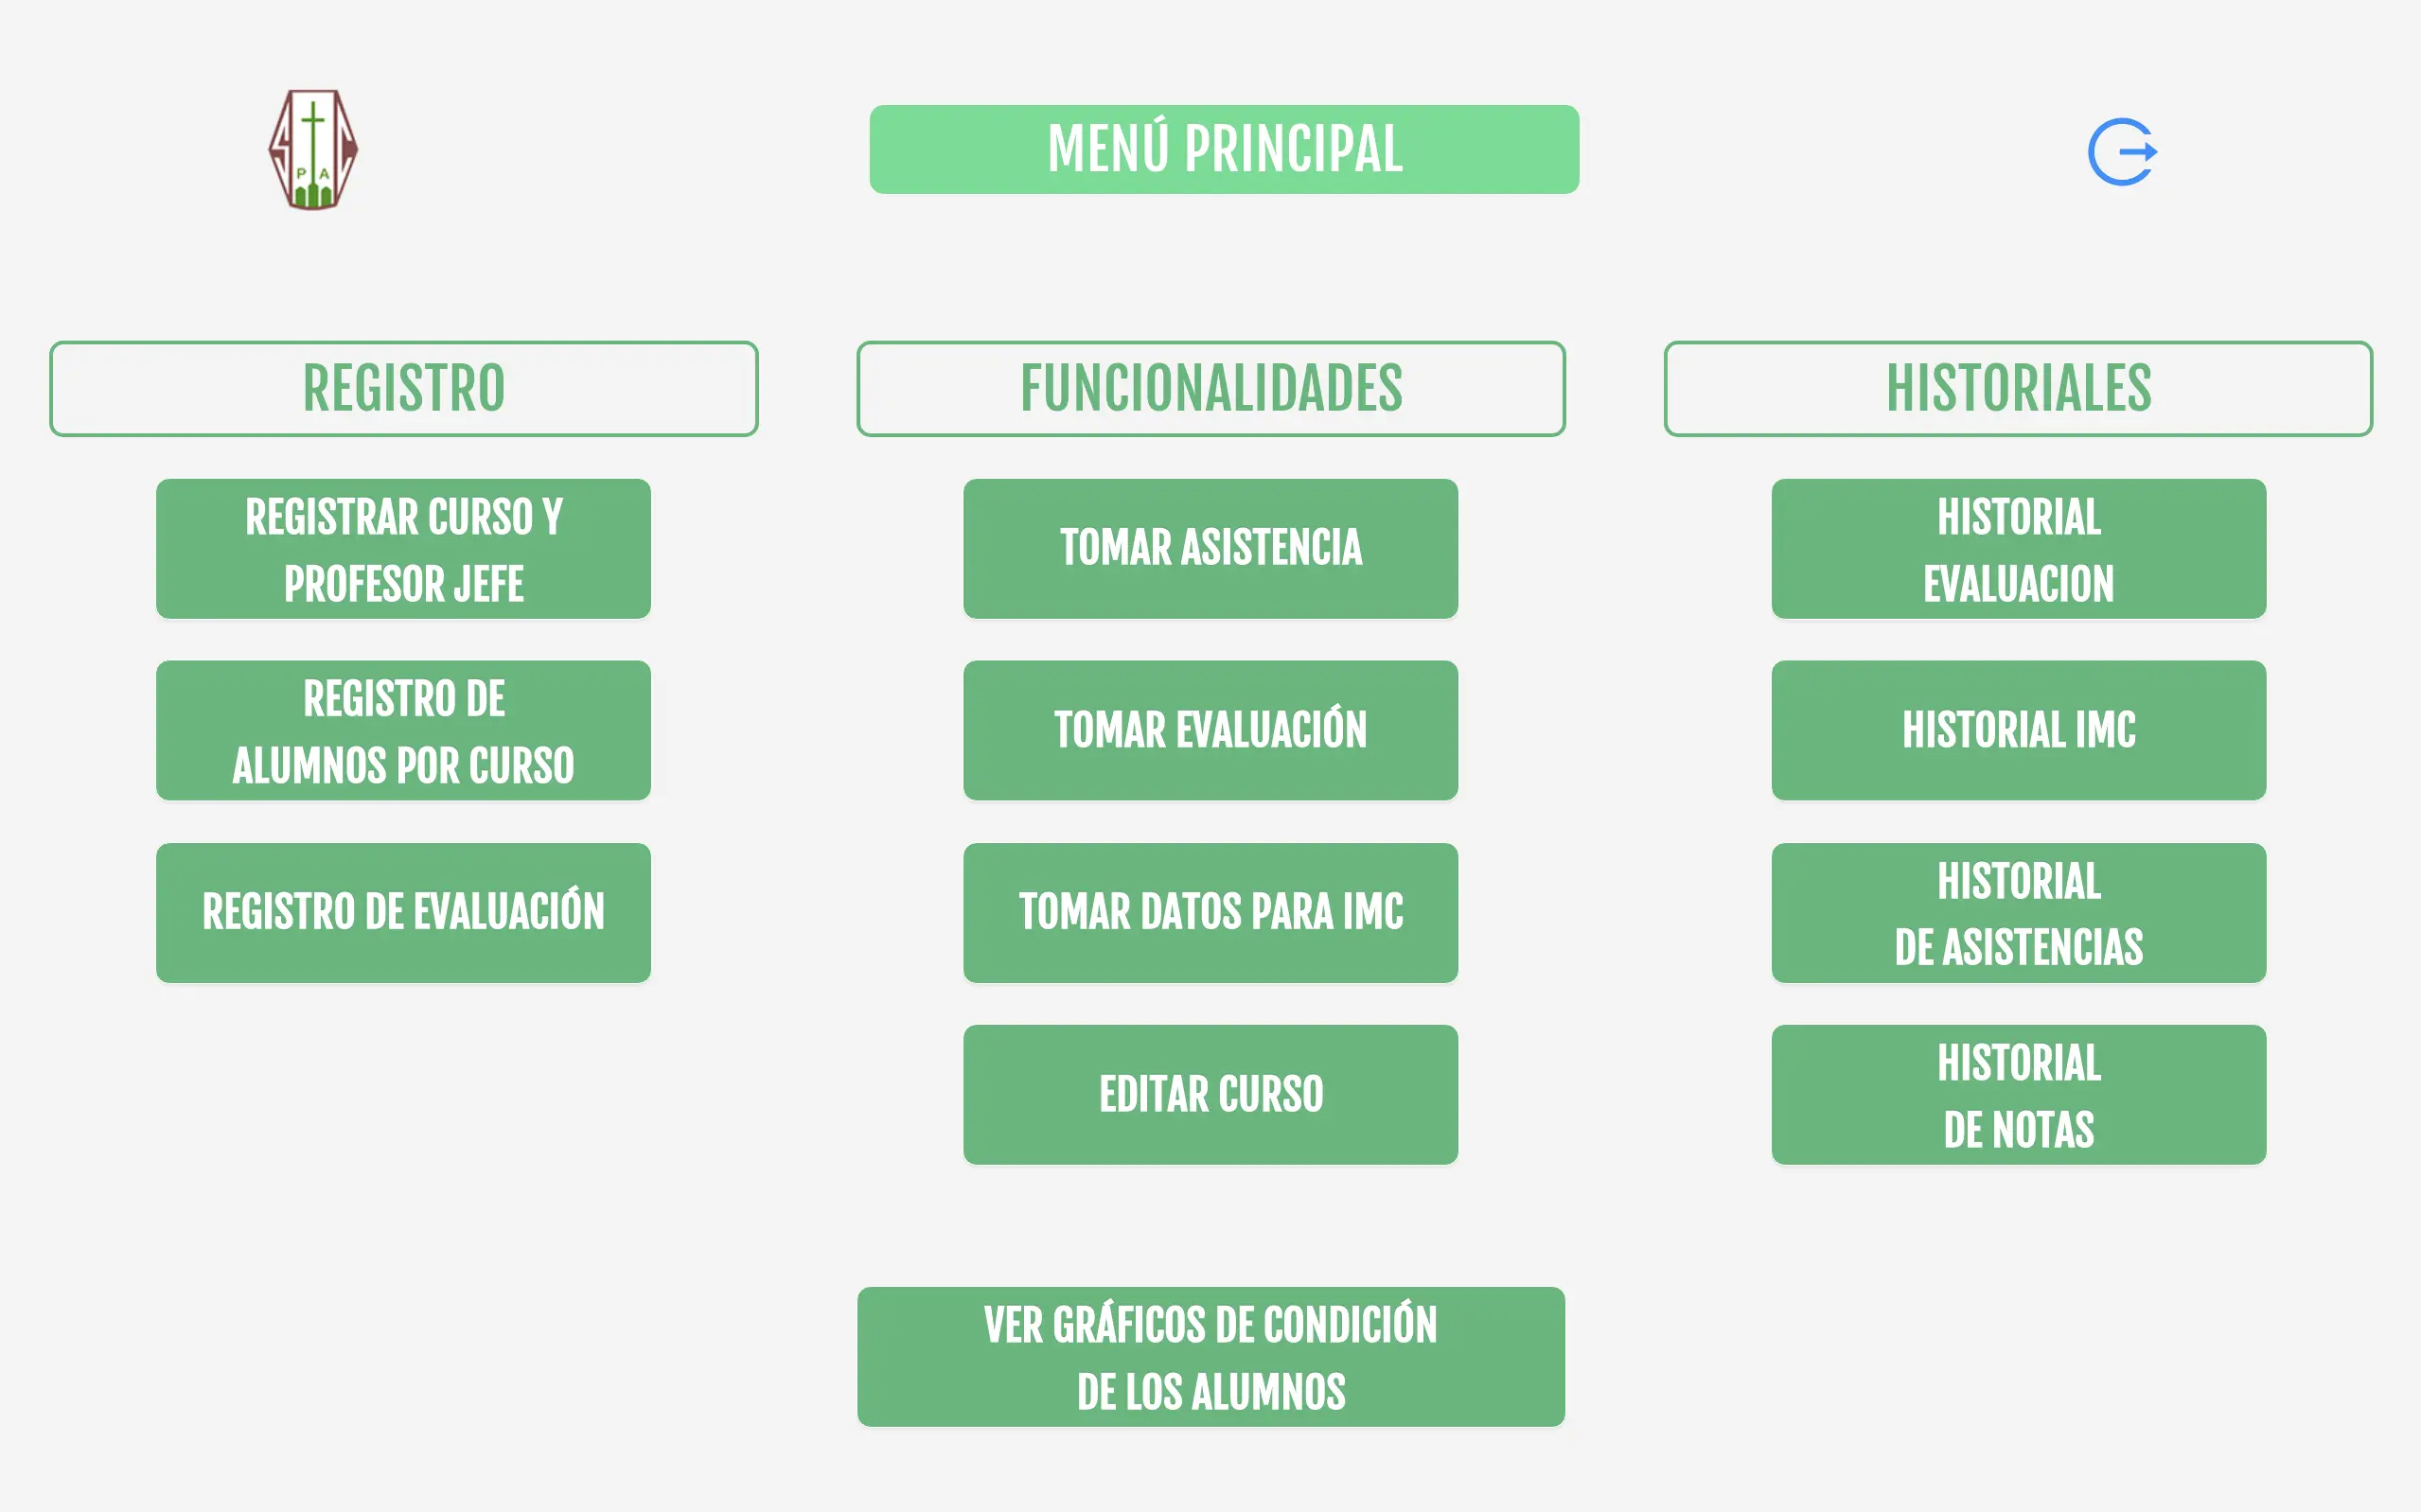 P A
MENÚ PRINCIPAL
REGISTRO
REGISTRAR CURSO Y
PROFESOR JEFE
REGISTRO DE
ALUMNOS POR CURSO
REGISTRO DE EVALUACIÓN
FUNCIONALIDADES
TOMAR ASISTENCIA
TOMAR EVALUACIÓN
TOMAR DATOS PARA IMC
EDITAR CURSO
HISTORIALES
HISTORIAL
EVALUACION
HISTORIAL IMC
HISTORIAL
DE ASISTENCIAS
HISTORIAL
DE NOTAS
VER GRÁFICOS DE CONDICIÓN
DE LOS ALUMNOS